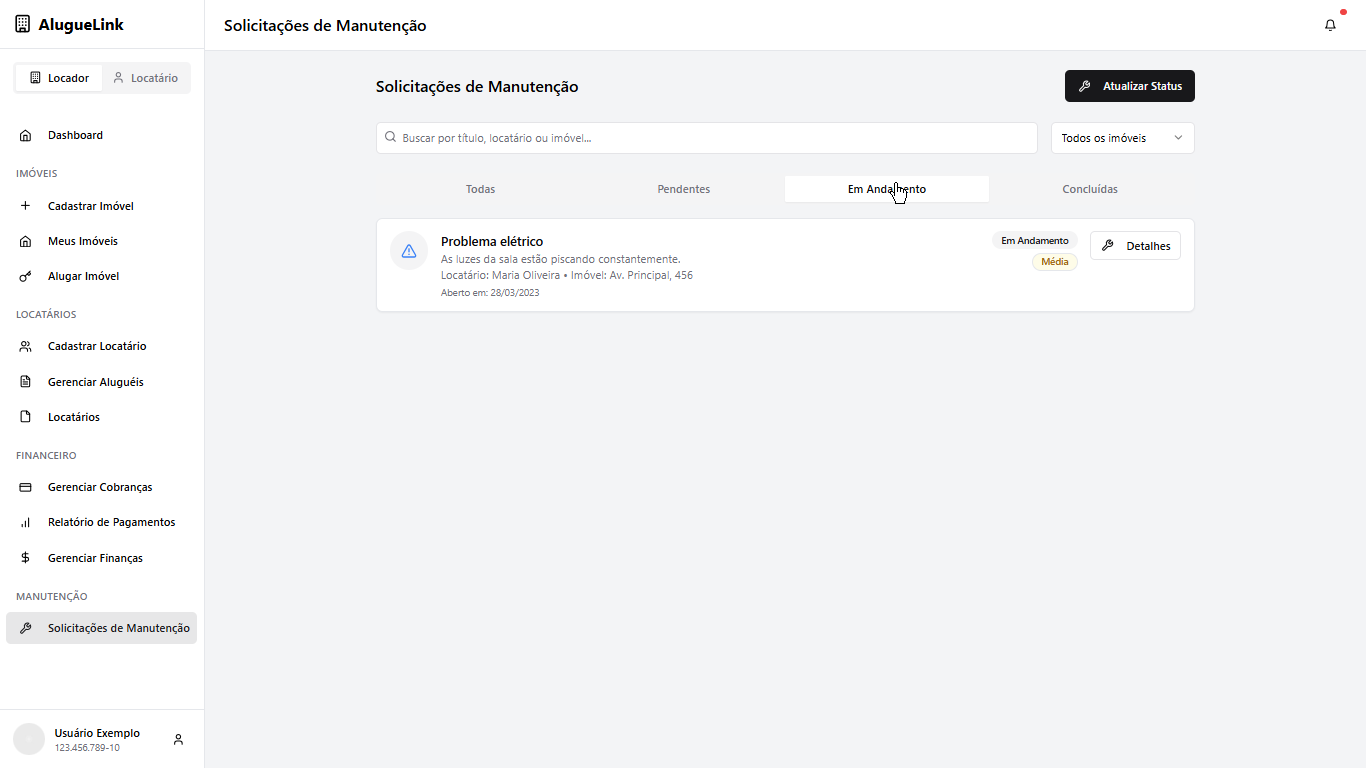 AlugueLink
Solicitações de Manutenção
Locador
Locatário
Dashboard
IMÓVEIS
Cadastrar Imóvel
Meus Imóveis
Alugar Imóvel
LOCATÁRIOS
Cadastrar Locatário
Gerenciar Aluguéis
Locatários
FINANCEIRO
Gerenciar Cobranças
Relatório de Pagamentos
Gerenciar Finanças
MANUTENÇÃO
Solicitações de Manutenção
Usuário Exemplo
123.456.789-10
Solicitações de Manutenção
Atualizar Status
Buscar por título, locatário ou imóvel...
Todos os imóveis
Todas
Pendentes
Em Andamento
Concluídas
Problema elétrico
As luzes da sala estão piscando constantemente.
Locatário: Maria Oliveira • Imóvel: Av. Principal, 456
Aberto em: 28/03/2023
Em Andamento
Média
Detalhes